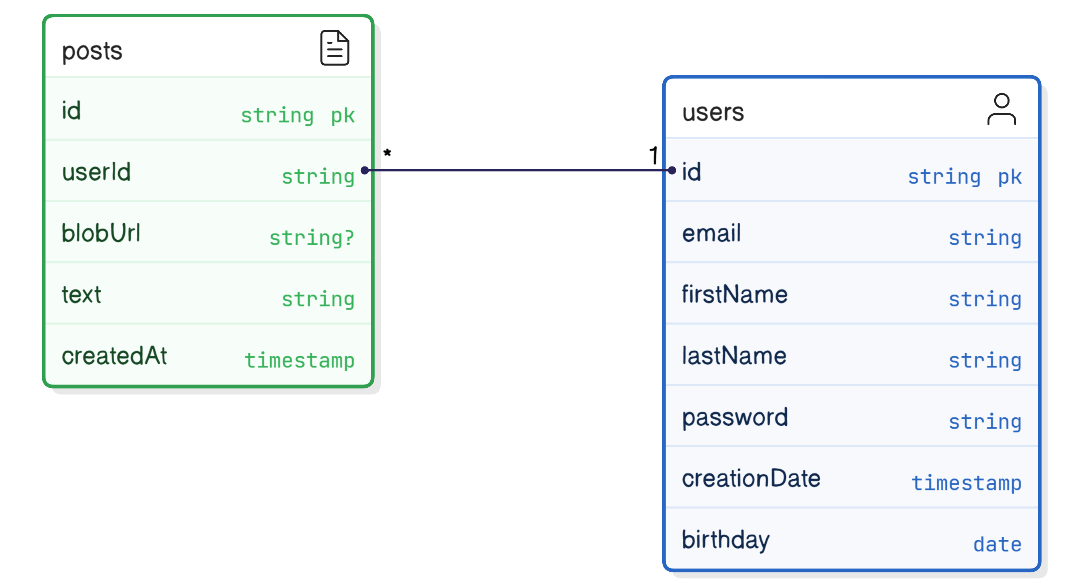 posts
id string pk
userId string
blobUrl string?
text string
createdAt timestamp
* 1
users
id string pk
email string
firstName string
lastName string
password string
creationDate timestamp
birthday date